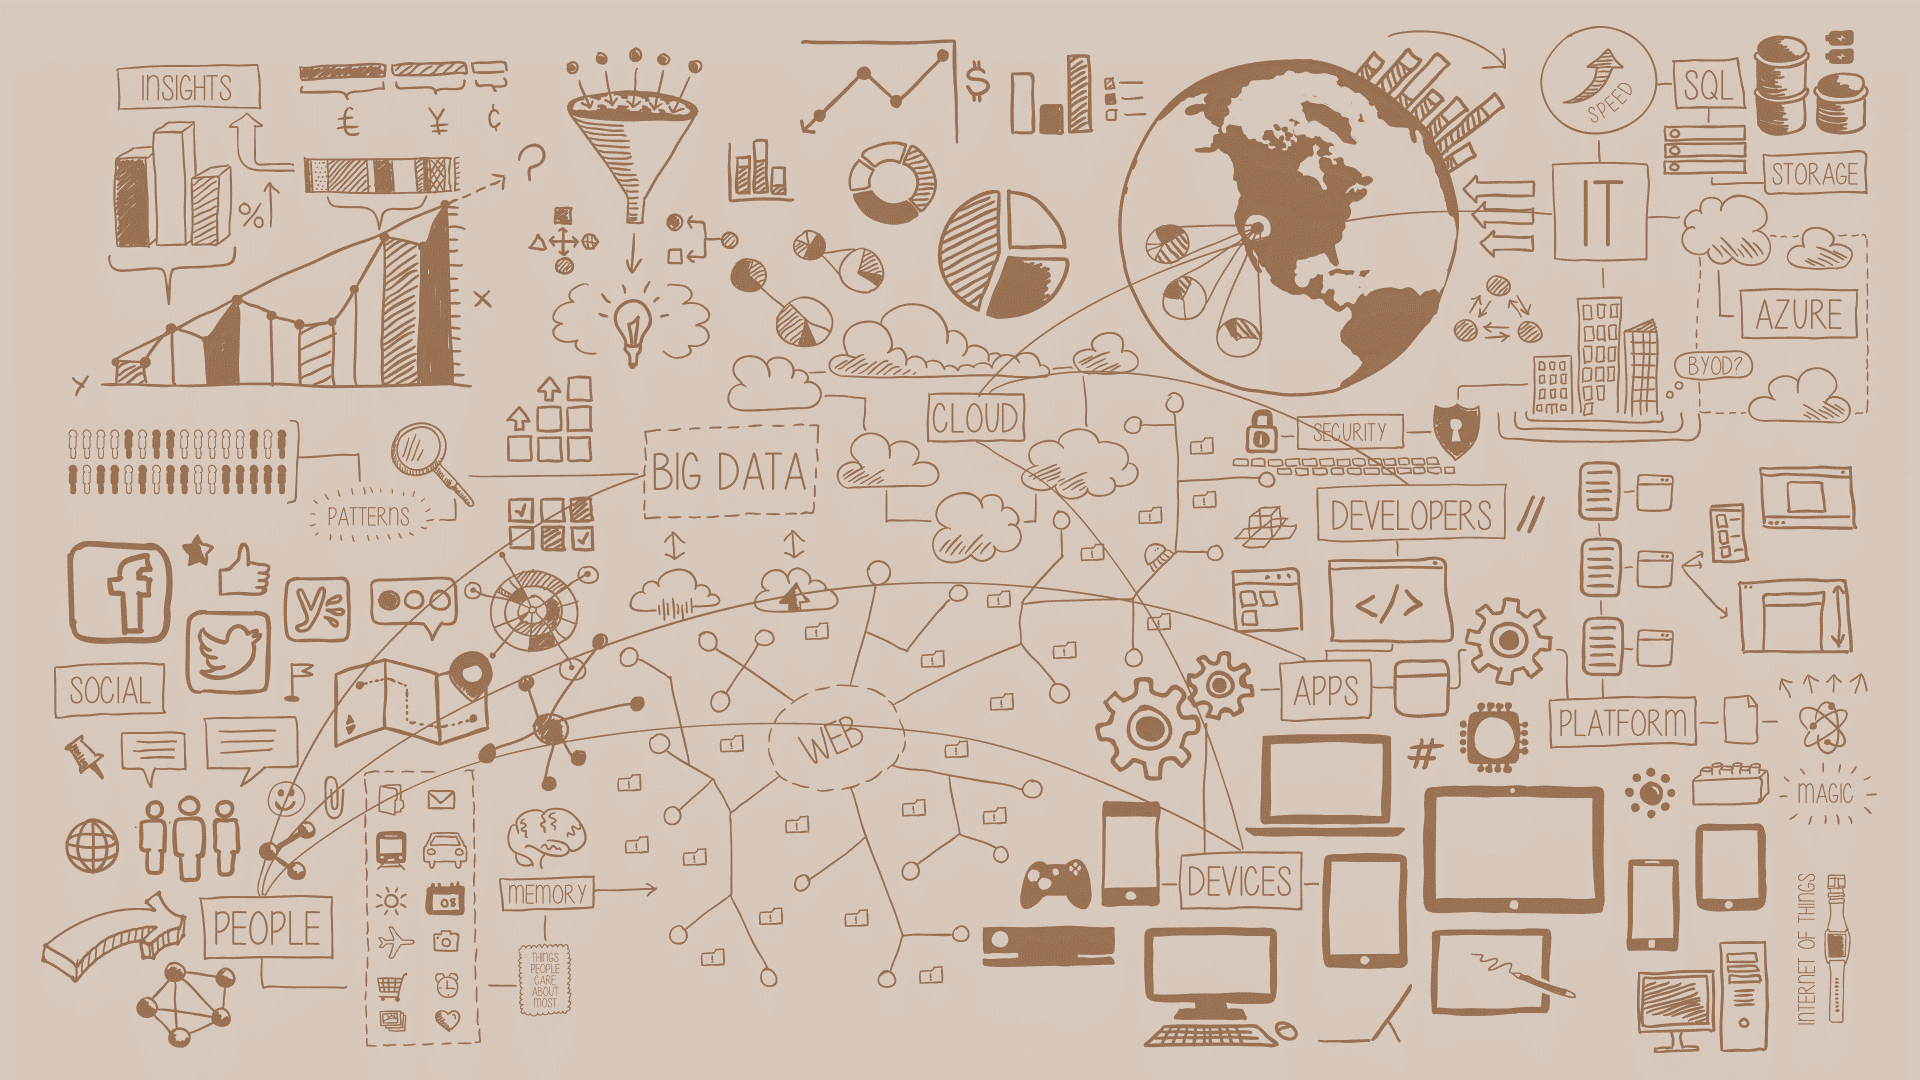 INSIGHTS
€
¥
¢
%
?
$
x
SPEED
SQL
STORAGE
IT
AZURE
BYOD?
CLOUD
SECURITY
BIG DATA
PATTERNS
DEVELOPERS
//
</>
f
y
SOCIAL
WEB
APPS
PLATFORM
#
MAGIC
08
MEMORY
DEVICES
PEOPLE
THINGS
PEOPLE
CARE
ABOUT
MOST
INTERNET OF THINGS